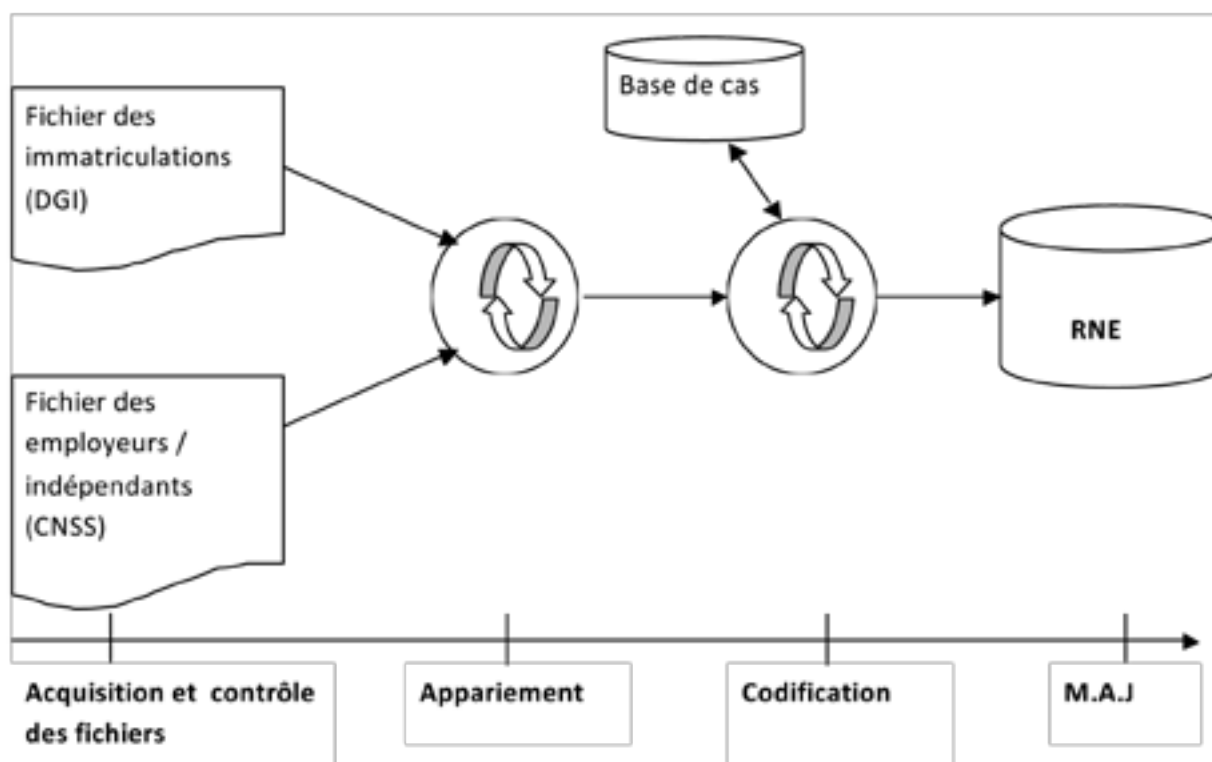 Base de cas
Fichier des
immatriculations
(DGI)
RNE
Fichier des
employeurs /
indépendants
(CNSS)
Acquisition et contrôle
des fichiers
Appariement
Codification
M.A.J